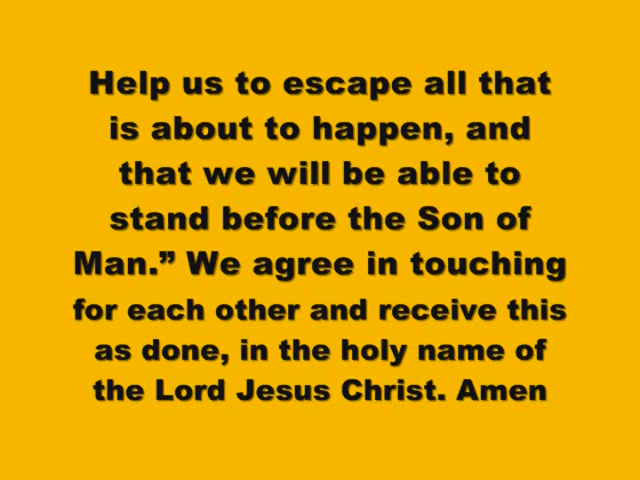 Help us to escape all that
is about to happen, and
that we will be able to
stand before the Son of
Man.” We agree in touching
for each other and receive this
as done, in the holy name of
the Lord Jesus Christ. Amen